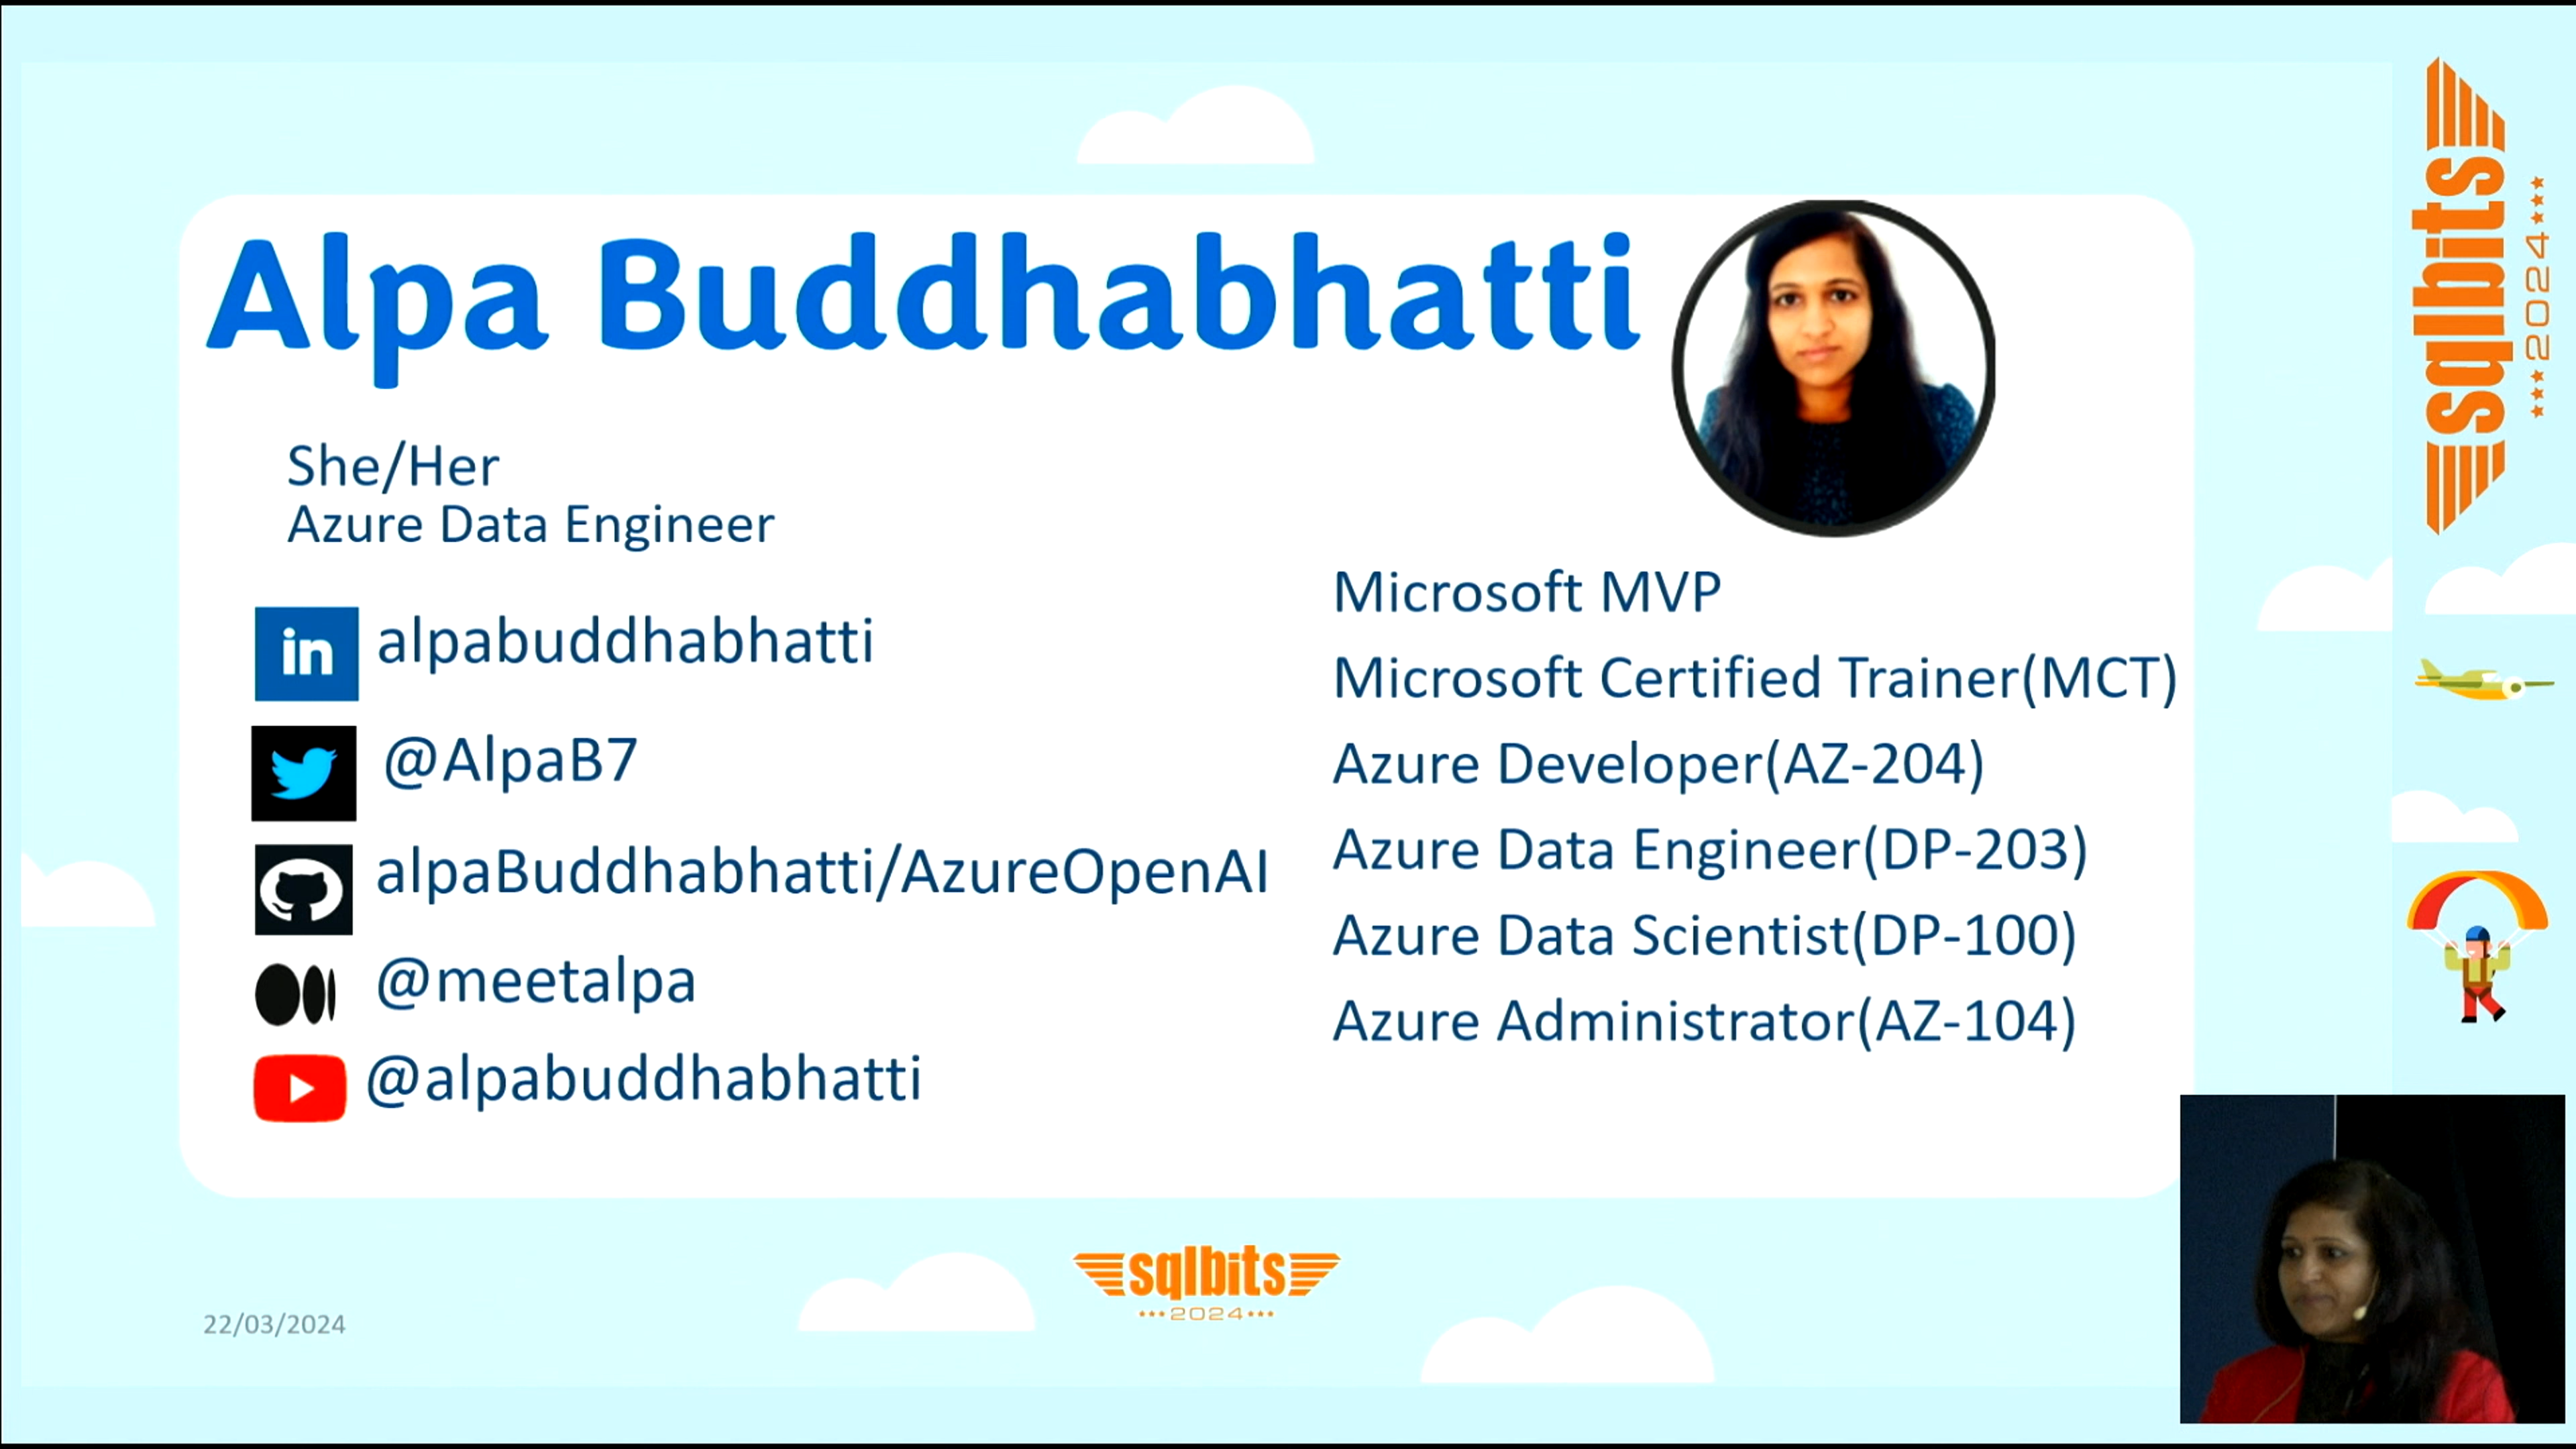 Alpa Buddhabhatti
She/Her
Azure Data Engineer
in alpabuddhabhatti
@AlpaB7
alpaBuddhabhatti/AzureOpenAI
@meetalpa
@alpabuddhabhatti
Microsoft MVP
Microsoft Certified Trainer(MCT)
Azure Developer(AZ-204)
Azure Data Engineer(DP-203)
Azure Data Scientist(DP-100)
Azure Administrator(AZ-104)
22/03/2024
sqlbits
2024
sqlbits
2024